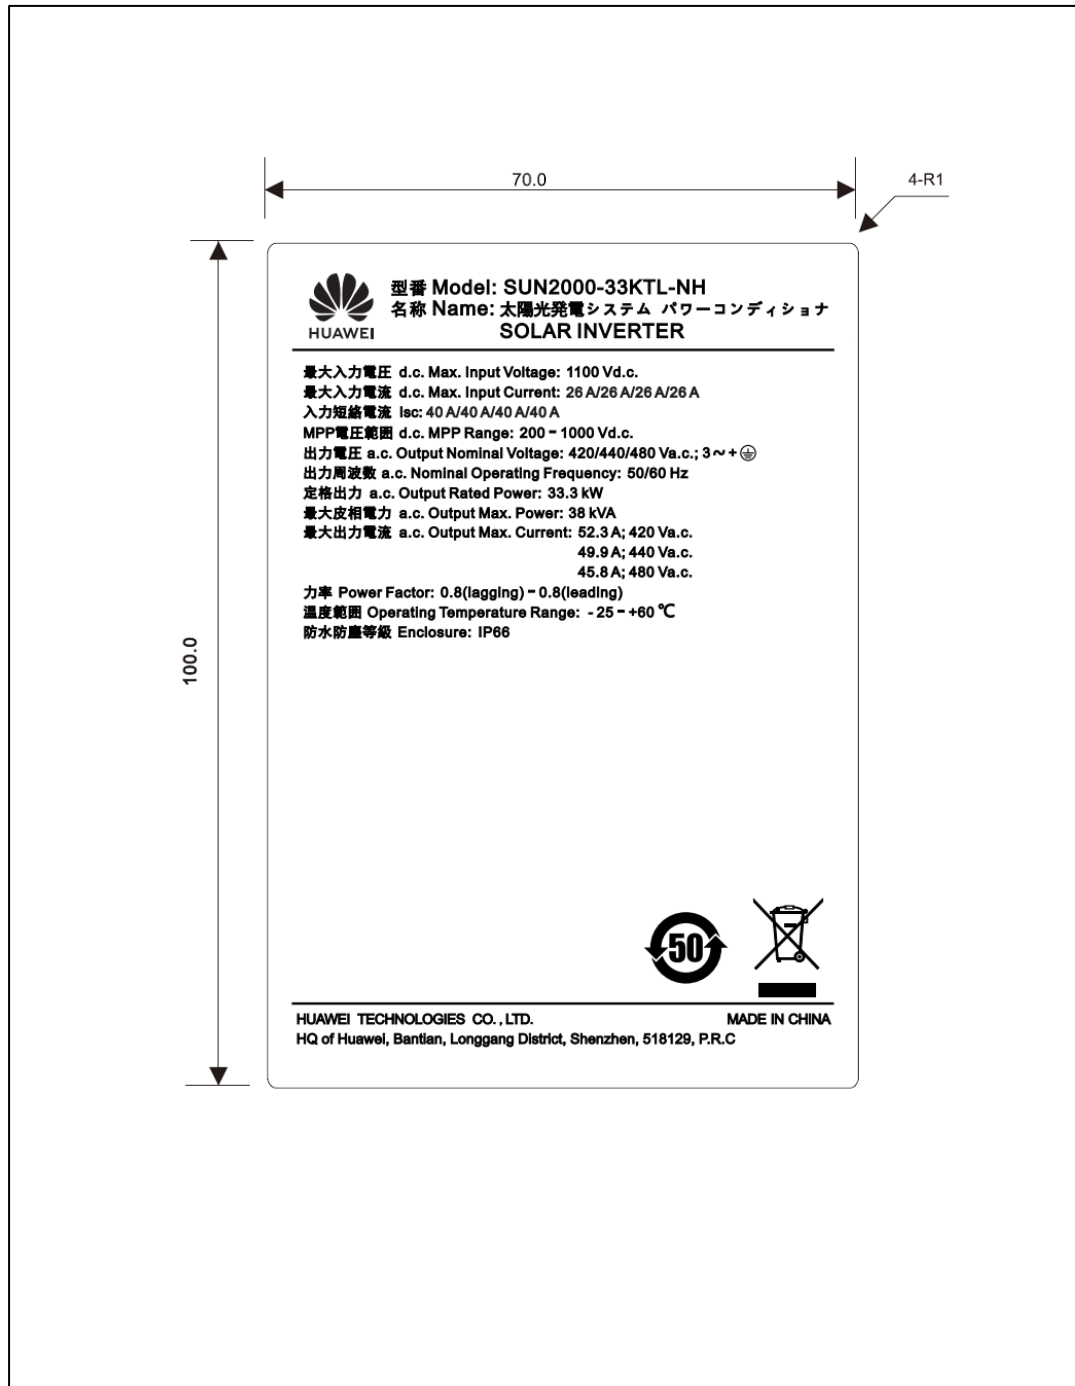 70.0
4-R1
型番 Model: SUN2000-33KTL-NH
名称 Name: 太陽光発電システム パワーコンディショナ
SOLAR INVERTER
HUAWEI
最大入力電圧 d.c. Max. Input Voltage: 1100 Vd.c.
最大入力電流 d.c. Max. Input Current: 26 A/26 A/26 A/26 A
入力短絡電流 Isc: 40 A/40 A/40 A/40 A
MPP電圧範囲 d.c. MPP Range: 200 - 1000 Vd.c.
出力電圧 a.c. Output Nominal Voltage: 420/440/480 Va.c.; 3～+⏚
出力周波数 a.c. Nominal Operating Frequency: 50/60 Hz
定格出力 a.c. Output Rated Power: 33.3 kW
最大皮相電力 a.c. Output Max. Power: 38 kVA
最大出力電流 a.c. Output Max. Current: 52.3 A; 420 Va.c.
49.9 A; 440 Va.c.
45.8 A; 480 Va.c.
力率 Power Factor: 0.8(lagging) - 0.8(leading)
温度範囲 Operating Temperature Range: - 25 - +60 ℃
防水防塵等級 Enclosure: IP66
100.0
50
HUAWEI TECHNOLOGIES CO., LTD.
MADE IN CHINA
HQ of Huawei, Bantian, Longgang District, Shenzhen, 518129, P.R.C